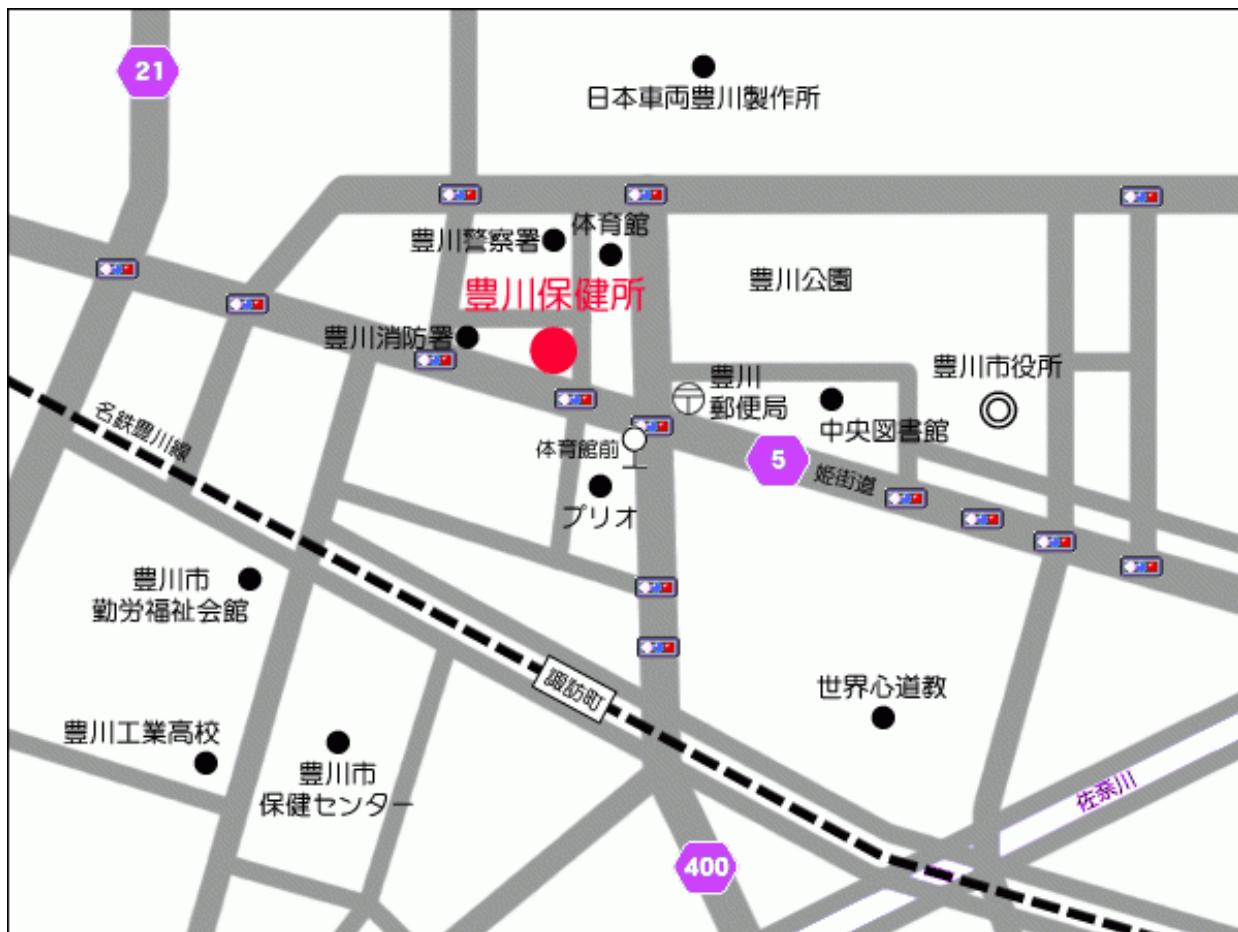 21
日本車両豊川製作所
体育館
豊川警察署
豊川保健所
豊川公園
豊川消防署
豊川
郵便局
豊川市役所
中央図書館
名鉄豊川線
体育館前
5
姫街道
プリオ
豊川市
勤労福祉会館
諏訪町
世界心道教
豊川工業高校
豊川市
保健センター
佐奈川
400